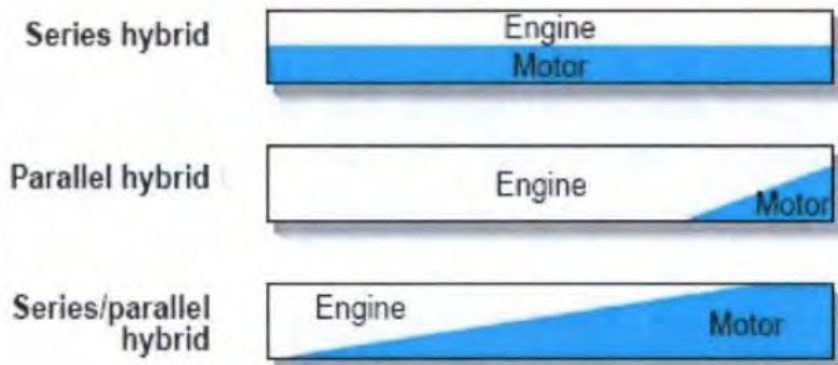 Series hybrid
Engine
Motor
Parallel hybrid
Engine
Motor
Series/parallel
hybrid
Engine
Motor